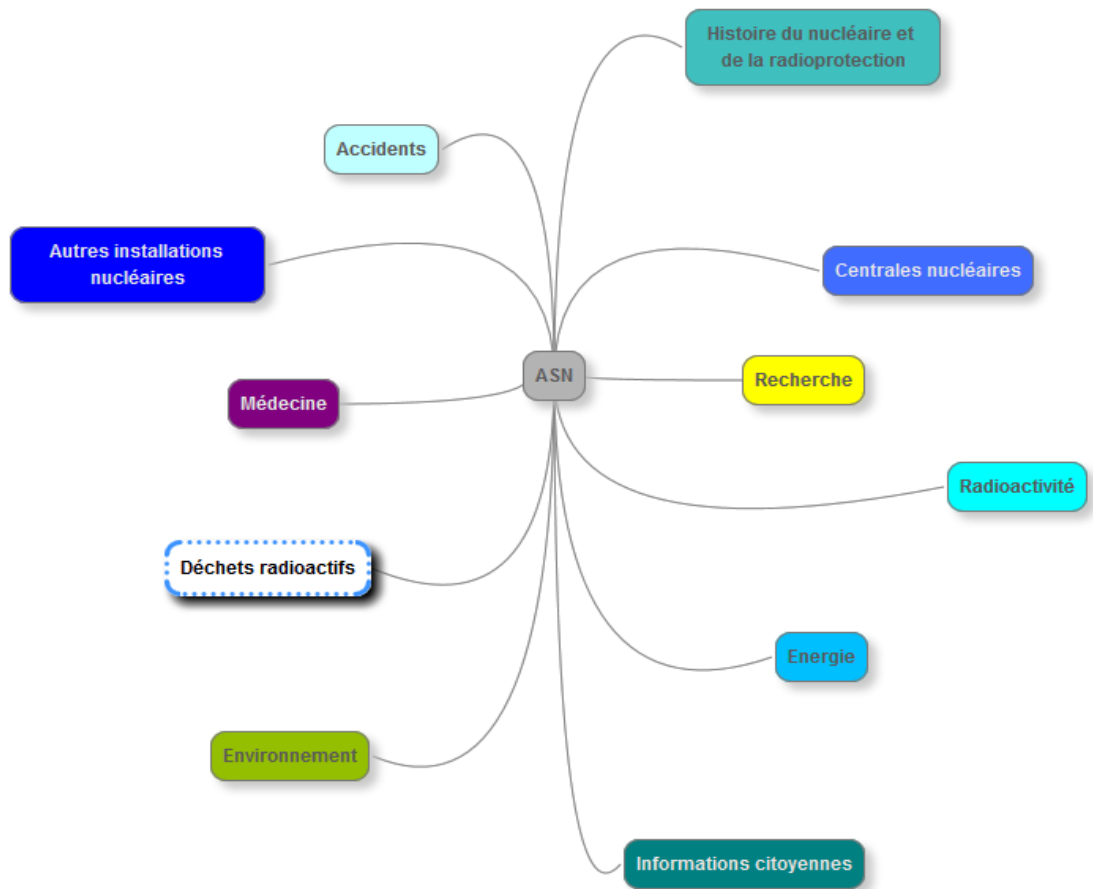 Histoire du nucléaire et
de la radioprotection
Accidents
Autres installations
nucléaires
Centrales nucléaires
ASN
Recherche
Médecine
Radioactivité
Déchets radioactifs
Energie
Environnement
Informations citoyennes